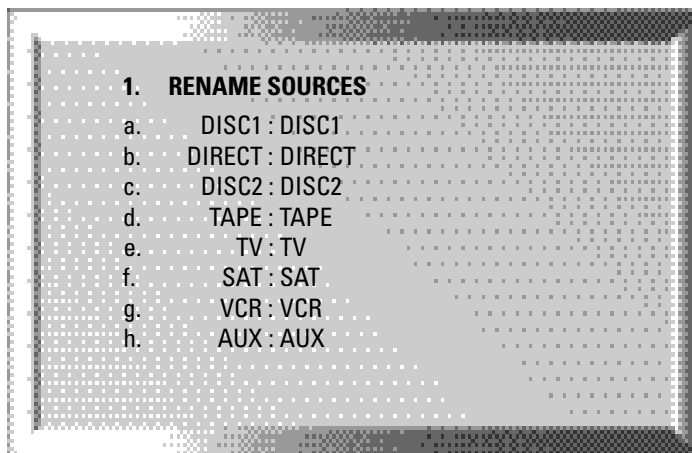 1. RENAME SOURCES
a. DISC1 : DISC1
b. DIRECT : DIRECT
c. DISC2 : DISC2
d. TAPE : TAPE
e. TV : TV
f. SAT : SAT
g. VCR : VCR
h. AUX : AUX